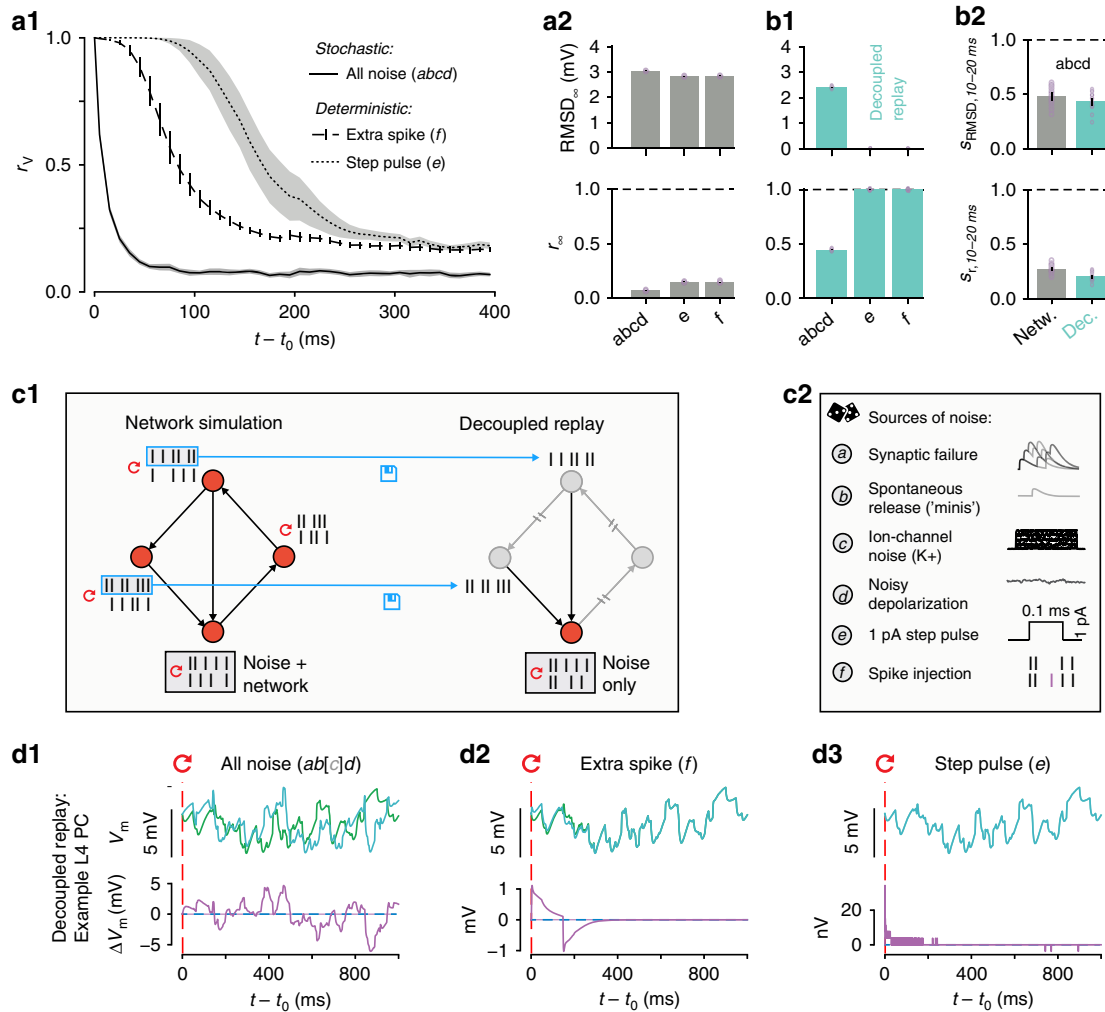 a1
1.0
0.5
0.0
r_V
0
100
200
300
400
t – t₀ (ms)
Stochastic:
All noise (abcd)
Deterministic:
Extra spike (f)
Step pulse (e)
a2
RMSD∞ (mV)
4
3
2
1
0
r∞
1.0
0.5
0.0
abcd
e
f
b1
4
3
2
1
0
Decoupled
replay
1.0
0.5
0.0
abcd
e
f
b2
s_RMSD, 10–20 ms
1.0
0.5
0.0
abcd
s_r, 10–20 ms
1.0
0.5
0.0
Netw.
Dec.
c1
Network simulation
Decoupled replay
Noise +
network
Noise
only
c2
Sources of noise:
a Synaptic failure
b Spontaneous
release ('minis')
c Ion-channel
noise (K+)
d Noisy
depolarization
e 1 pA step pulse
0.1 ms
1 pA
f Spike injection
d1
All noise (ab[c]d)
Decoupled replay:
Example L4 PC
V_m
5 mV
ΔV_m (mV)
5
0
–5
0
400
800
t – t₀ (ms)
d2
Extra spike (f)
5 mV
mV
1
0
–1
0
400
800
t – t₀ (ms)
d3
Step pulse (e)
5 mV
nV
20
0
0
400
800
t – t₀ (ms)